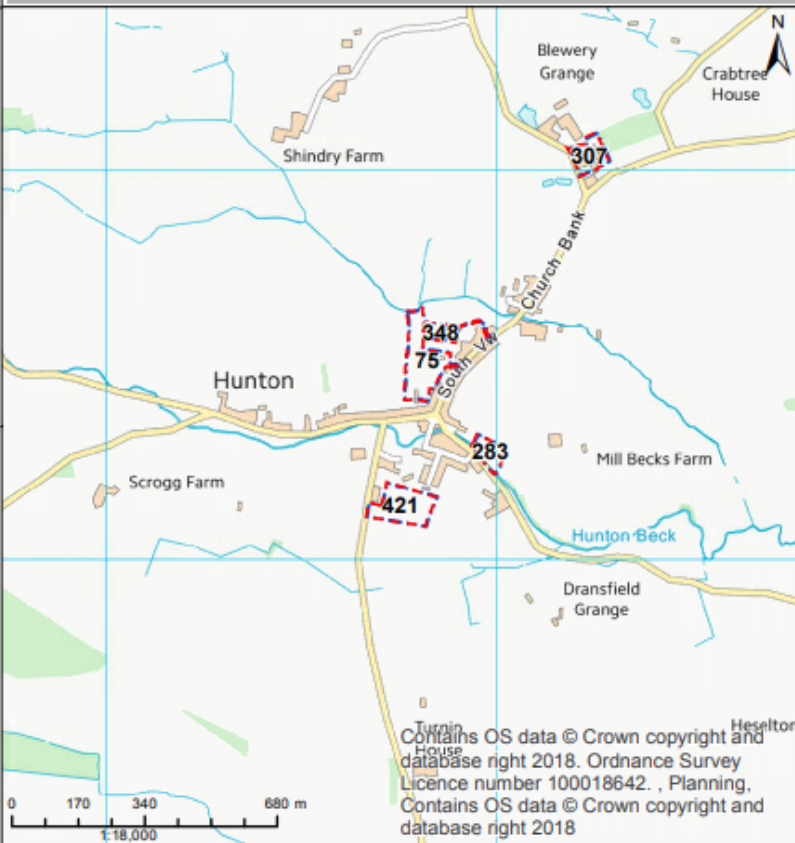 N
Blewery
Grange
Crabtree
House
Shindry Farm
307
Church Bank
348
75
South Vw
Hunton
283
Mill Becks Farm
Scrogg Farm
421
Hunton Beck
Dransfield
Grange
Turnip
House
Heselton
Contains OS data © Crown copyright and
database right 2018. Ordnance Survey
Licence number 100018642. , Planning,
Contains OS data © Crown copyright and
database right 2018
0 170 340 680 m
1:18,000